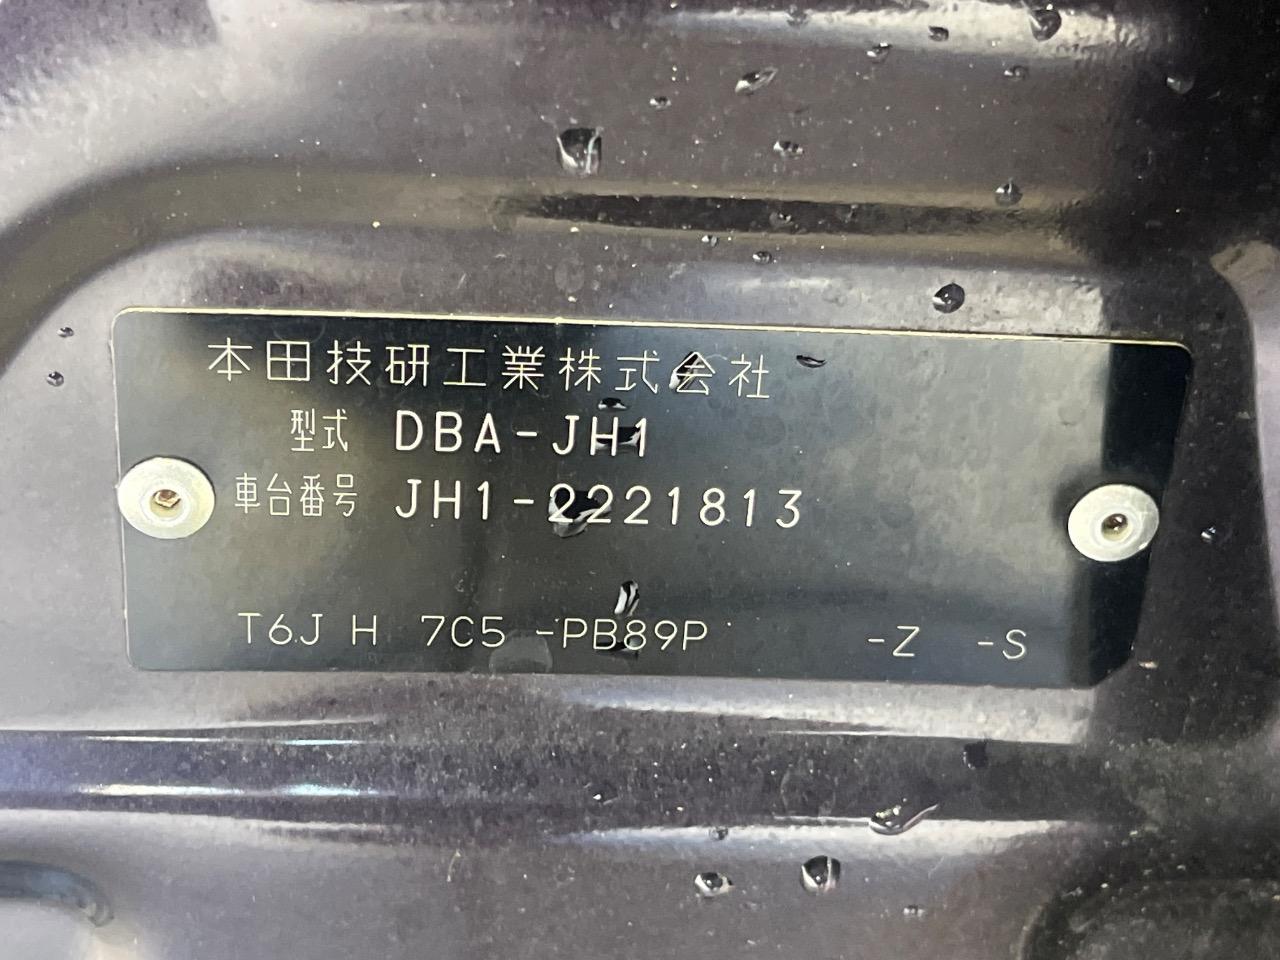 本田技研工業株式会社
型式 DBA-JH1
車台番号 JH1-2221813
T6J H 7C5 -PB89P -Z -S